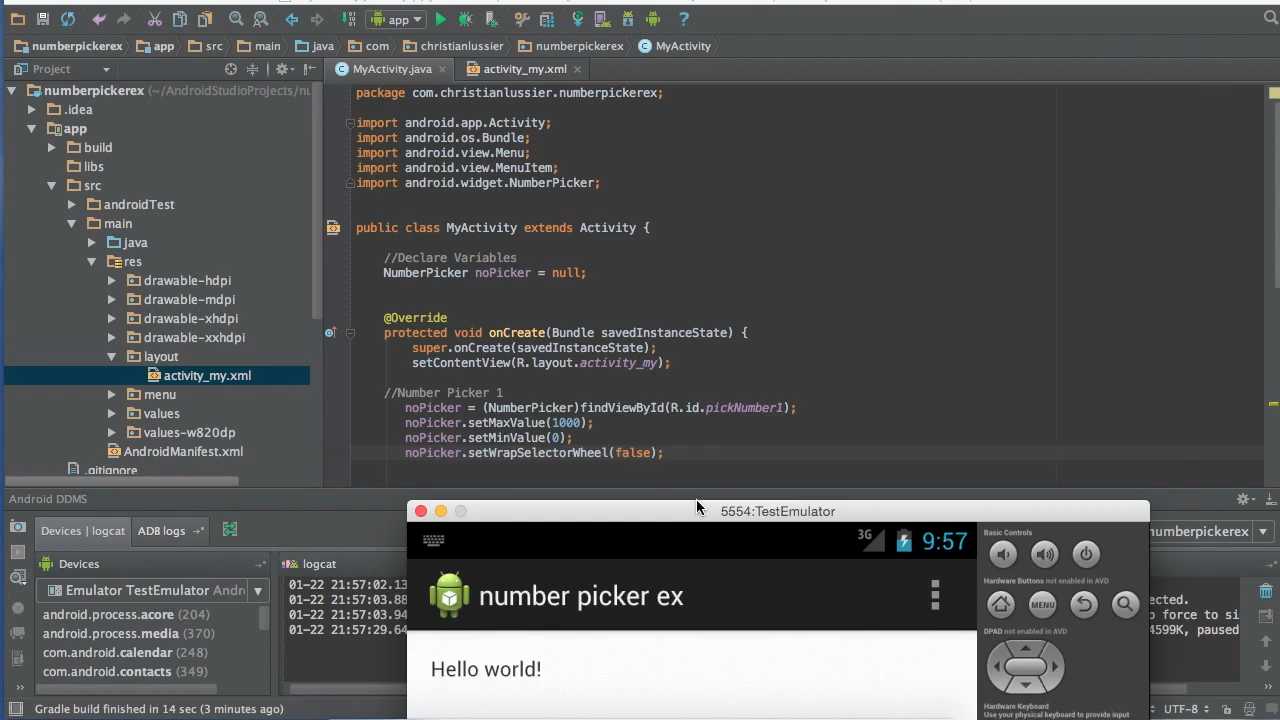 app
?
numberpickerex
app
src
main
java
com
christianlussier
numberpickerex
MyActivity
Project
MyActivity.java
activity_my.xml
numberpickerex (~/AndroidStudioProjects/nu
.idea
app
build
libs
src
androidTest
main
java
res
drawable-hdpi
drawable-mdpi
drawable-xhdpi
drawable-xxhdpi
layout
activity_my.xml
menu
values
values-w820dp
AndroidManifest.xml
.gitignore
package com.christianlussier.numberpickerex;
import android.app.Activity;
import android.os.Bundle;
import android.view.Menu;
import android.view.MenuItem;
import android.widget.NumberPicker;
public class MyActivity extends Activity {
//Declare Variables
NumberPicker noPicker = null;
@Override
protected void onCreate(Bundle savedInstanceState) {
super.onCreate(savedInstanceState);
setContentView(R.layout.activity_my);
//Number Picker 1
noPicker = (NumberPicker)findViewById(R.id.pickNumber1);
noPicker.setMaxValue(1000);
noPicker.setMinValue(0);
noPicker.setWrapSelectorWheel(false);
Android DDMS
Devices | logcat
ADB logs
numberpickerex
Devices
logcat
Emulator TestEmulator Andr
android.process.acore (204)
android.process.media (370)
com.android.calendar (248)
com.android.contacts (349)
01-22 21:57:02.13
01-22 21:57:03.88
01-22 21:57:03.94
01-22 21:57:29.64
ected.
o force to si
4599K, paused
5554:TestEmulator
3G
9:57
number picker ex
Hello world!
Basic Controls
Hardware Buttons not enabled in AVD
MENU
DPAD not enabled in AVD
Hardware Keyboard
Use your physical keyboard to provide input
Gradle build finished in 14 sec (3 minutes ago)
UTF-8